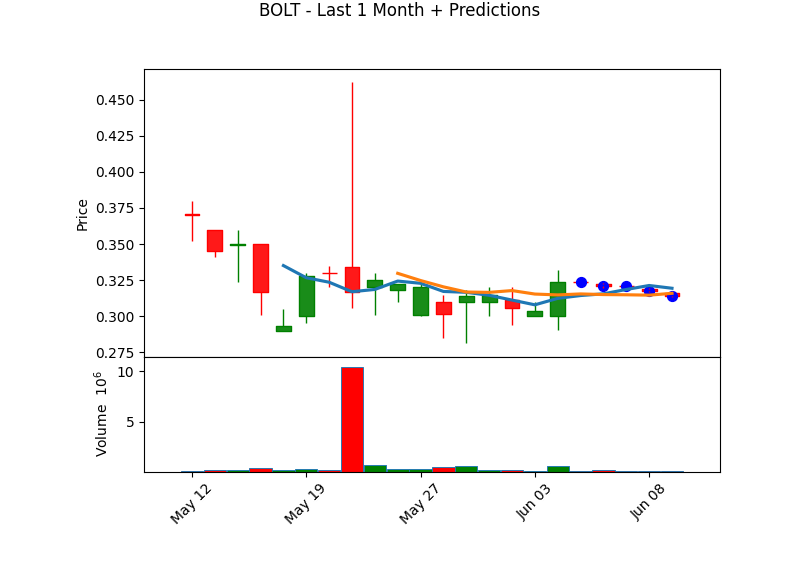 BOLT - Last 1 Month + Predictions
Price
0.450
0.425
0.400
0.375
0.350
0.325
0.300
0.275
Volume 10^6
10
5
May 12
May 19
May 27
Jun 03
Jun 08